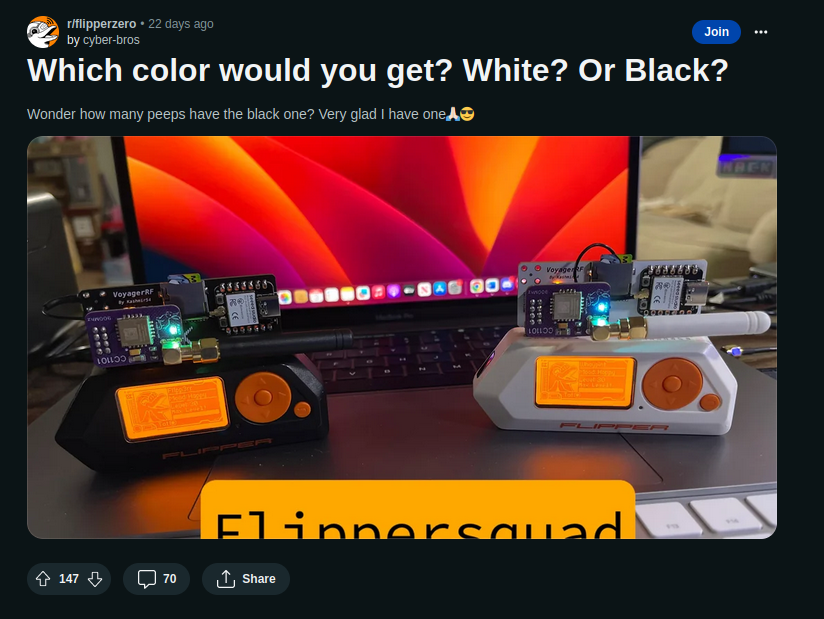 r/flipperzero • 22 days ago
by cyber-bros
Join
Which color would you get? White? Or Black?
Wonder how many peeps have the black one? Very glad I have one🙏🏻😎
VoyagerRF
CC1101
FLIPPER
VoyagerRF
CC1101
FLIPPER
Flippersquad
147
70
Share